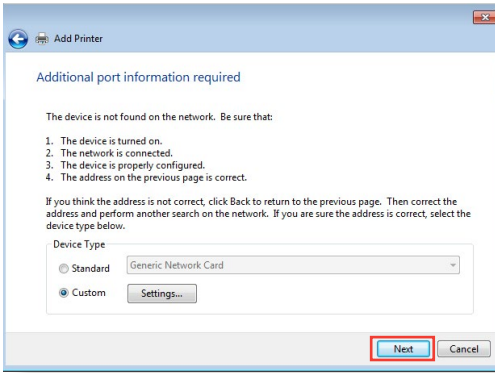 Add Printer
Additional port information required
The device is not found on the network. Be sure that:
1. The device is turned on.
2. The network is connected.
3. The device is properly configured.
4. The address on the previous page is correct.
If you think the address is not correct, click Back to return to the previous page. Then correct the
address and perform another search on the network. If you are sure the address is correct, select the
device type below.
Device Type
Standard Generic Network Card
Custom Settings...
Next Cancel